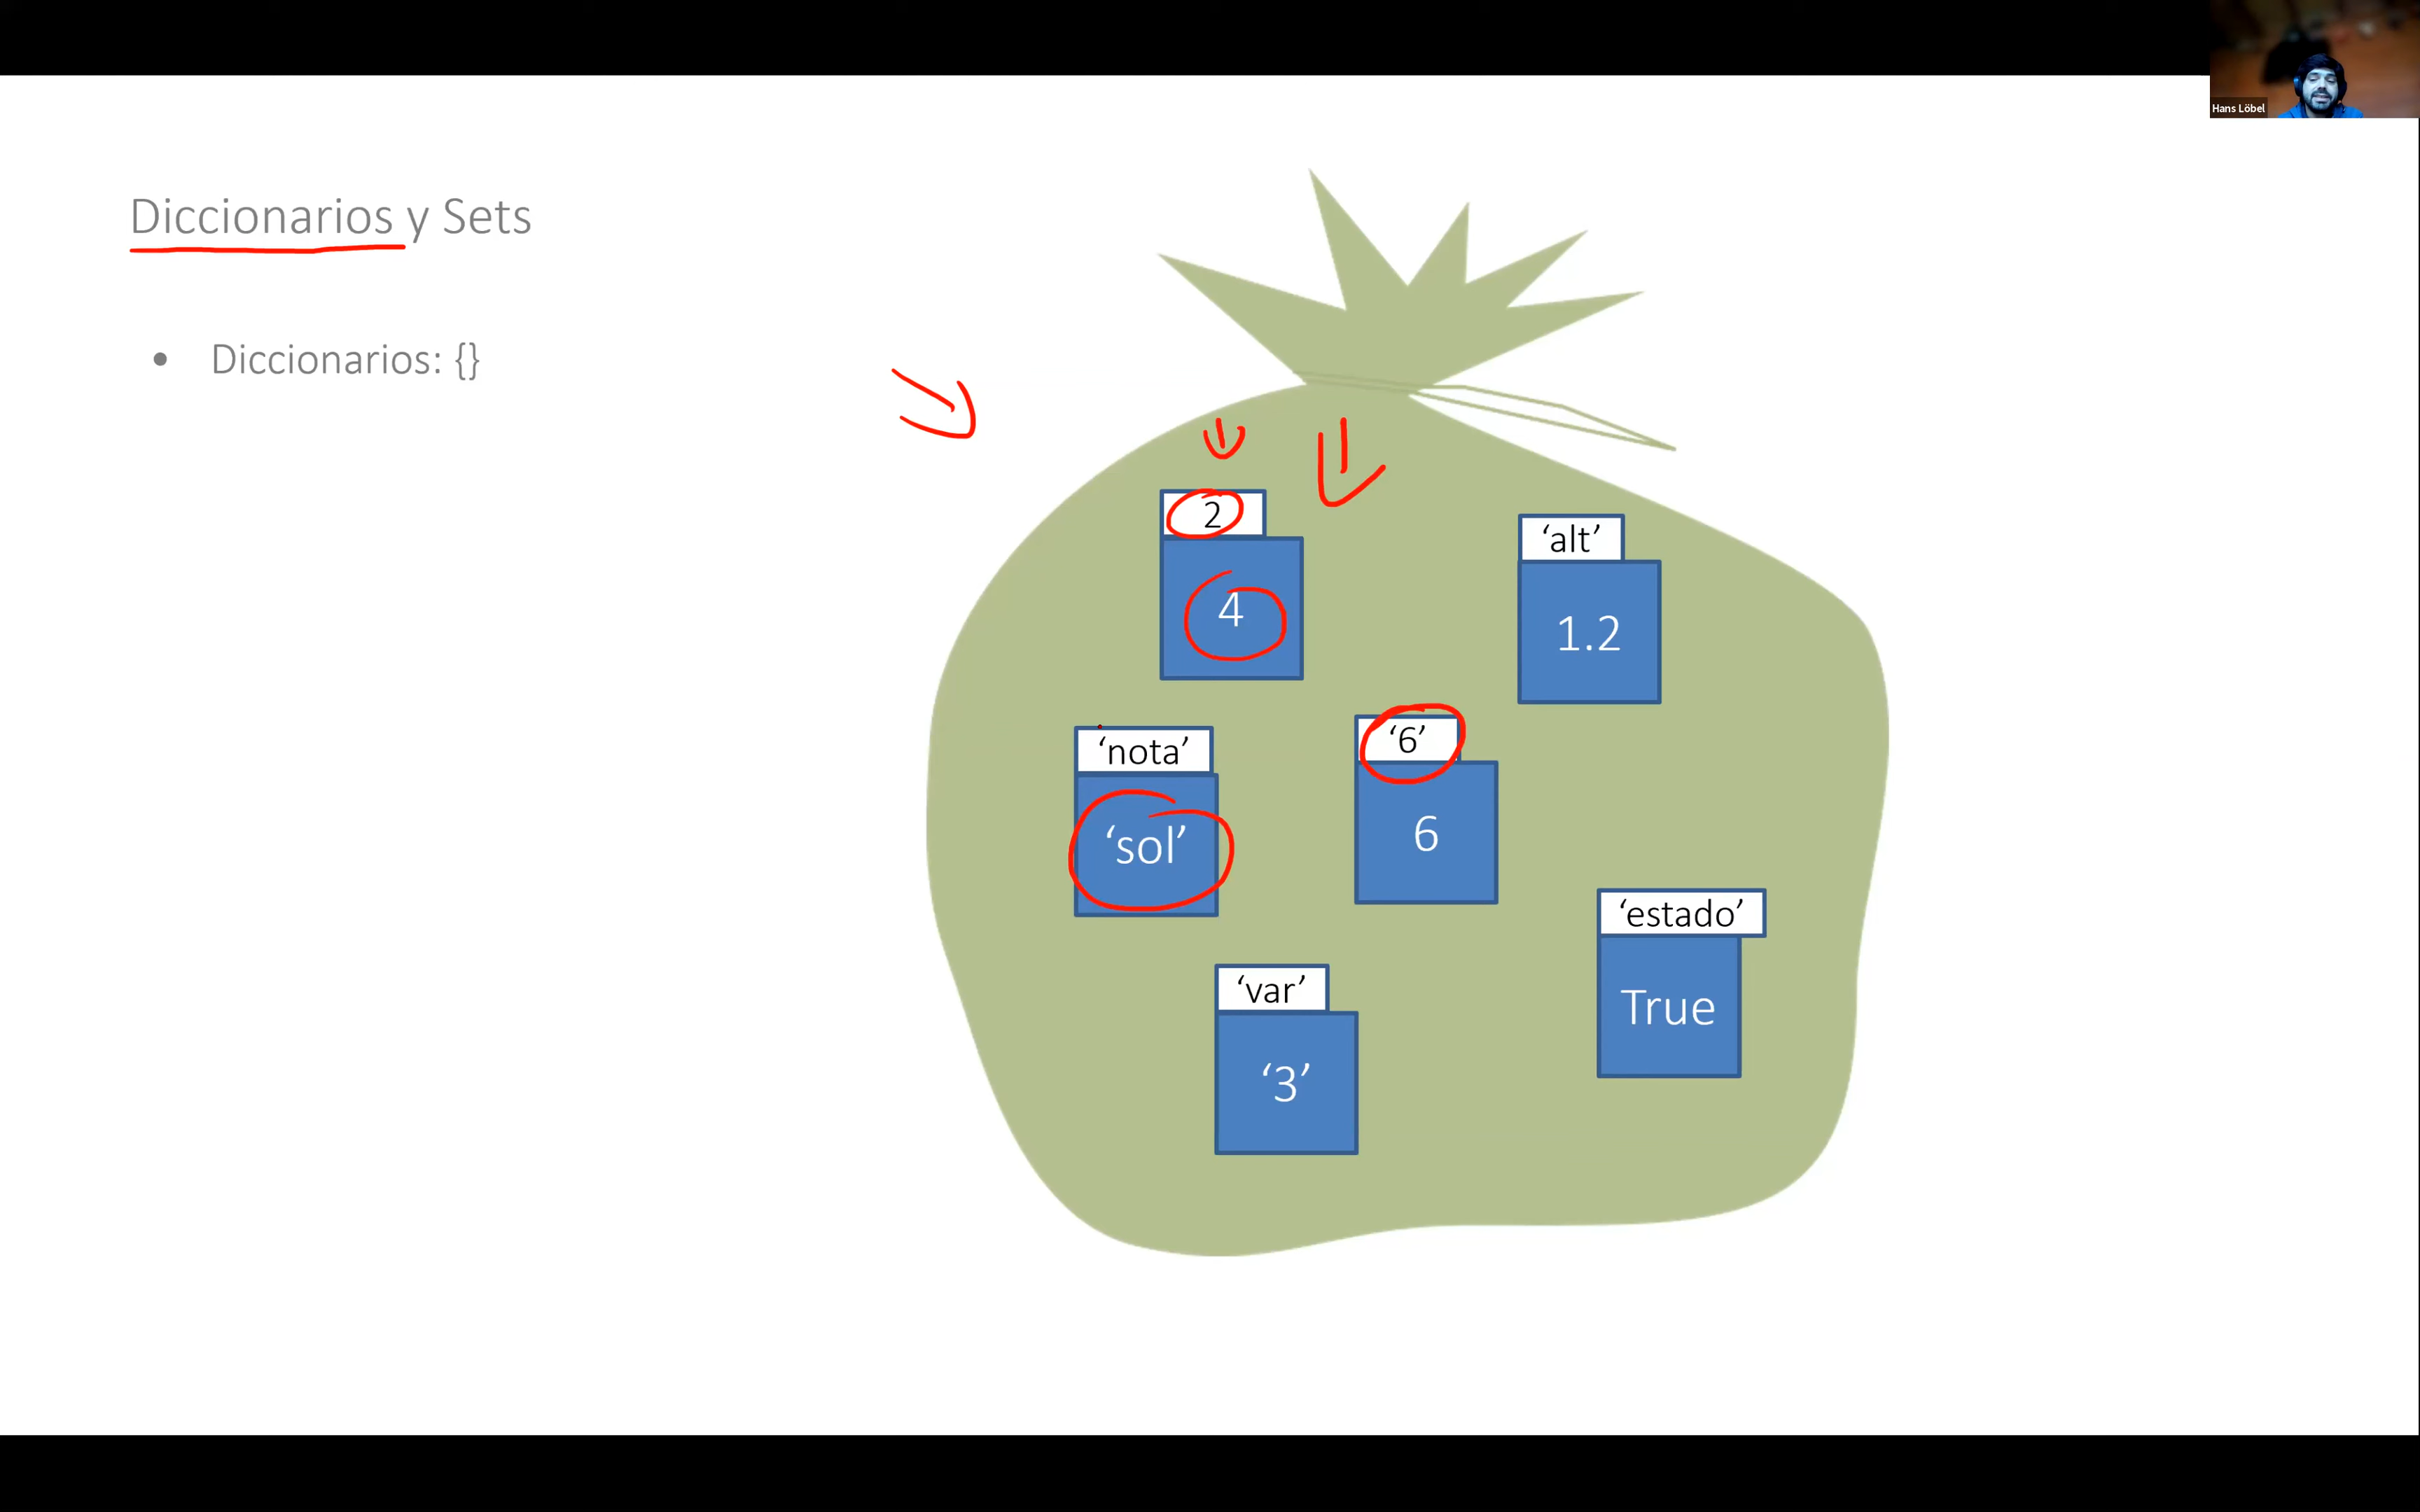 Hans Löbel
Diccionarios y Sets
• Diccionarios: {}
2
4
‘alt’
1.2
‘nota’
‘sol’
‘6’
6
‘estado’
True
‘var’
‘3’